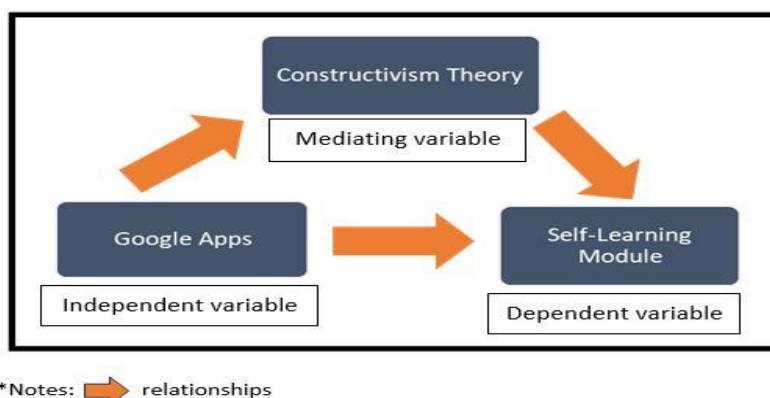 Constructivism Theory
Mediating variable
Google Apps
Self-Learning
Module
Independent variable
Dependent variable
*Notes: relationships